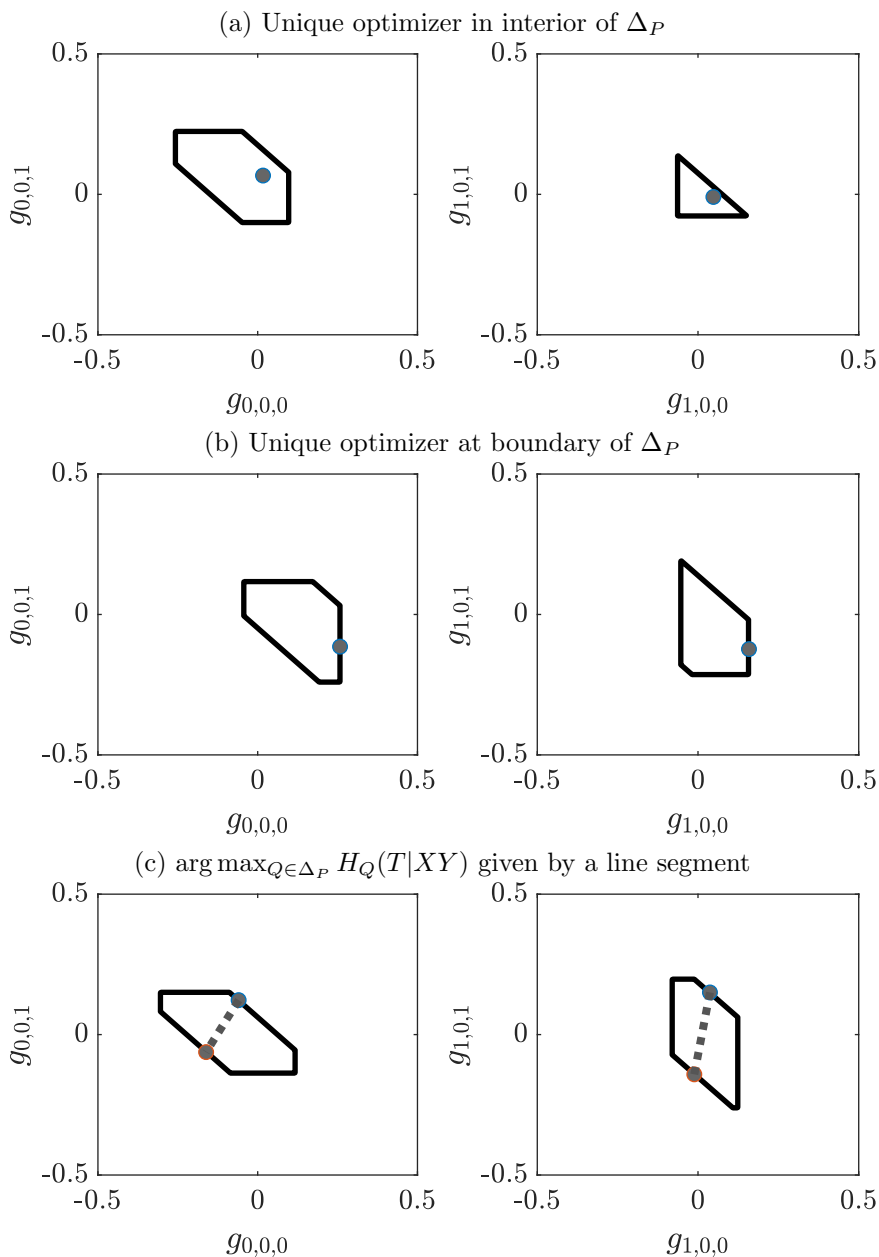 (a) Unique optimizer in interior of Δ_P
0.5 0.5
g_{0,0,1} 0 g_{1,0,1} 0
-0.5 -0.5
-0.5 0 0.5 -0.5 0 0.5
g_{0,0,0} g_{1,0,0}
(b) Unique optimizer at boundary of Δ_P
0.5 0.5
g_{0,0,1} 0 g_{1,0,1} 0
-0.5 -0.5
-0.5 0 0.5 -0.5 0 0.5
g_{0,0,0} g_{1,0,0}
(c) arg max_{Q∈Δ_P} H_Q(T|XY) given by a line segment
0.5 0.5
g_{0,0,1} 0 g_{1,0,1} 0
-0.5 -0.5
-0.5 0 0.5 -0.5 0 0.5
g_{0,0,0} g_{1,0,0}